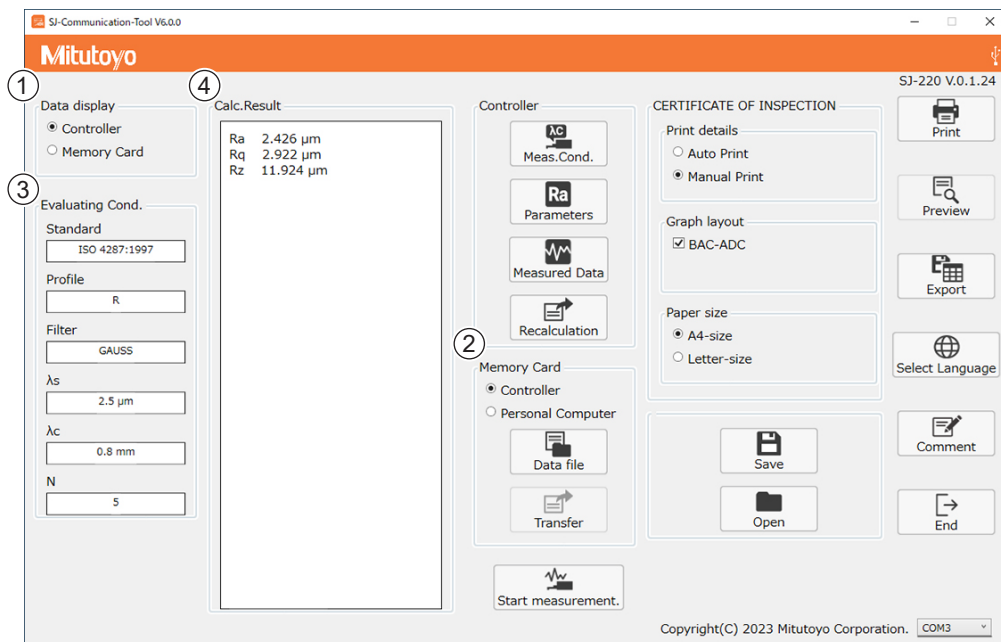 SJ-Communication-Tool V6.0.0
Mitutoyo
SJ-220 V.0.1.24
1
Data display
Controller
Memory Card
3
Evaluating Cond.
Standard
ISO 4287:1997
Profile
R
Filter
GAUSS
λs
2.5 μm
λc
0.8 mm
N
5
4
Calc.Result
Ra 2.426 μm
Rq 2.922 μm
Rz 11.924 μm
Controller
λC
Meas.Cond.
Ra
Parameters
Measured Data
Recalculation
2
Memory Card
Controller
Personal Computer
Data file
Transfer
Start measurement.
CERTIFICATE OF INSPECTION
Print details
Auto Print
Manual Print
Graph layout
BAC-ADC
Paper size
A4-size
Letter-size
Save
Open
Print
Preview
Export
Select Language
Comment
End
Copyright(C) 2023 Mitutoyo Corporation. COM3